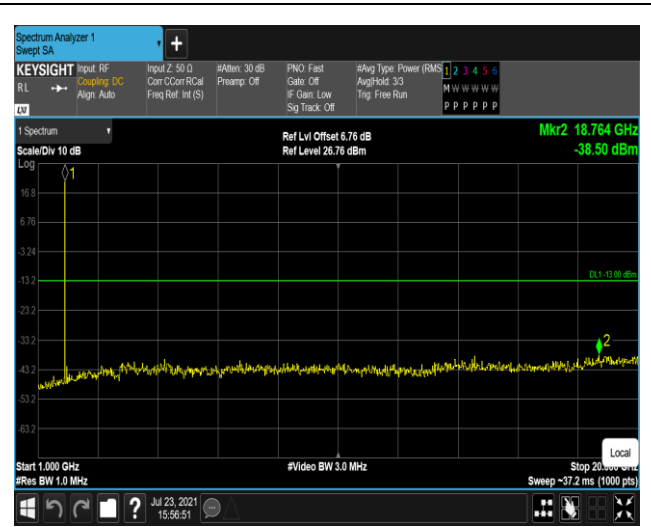 Spectrum Analyzer 1
Swept SA
+
KEYSIGHT Input: RF Input Z: 50 Ω #Atten: 30 dB PNO: Fast #Avg Type: Power (RMS 1 2 3 4 5 6
RL Coupling: DC Corr CCorr RCal Preamp: Off Gate: Off Avg|Hold: 3/3 M W W W W W
Align: Auto Freq Ref: Int (S) IF Gain: Low Trig: Free Run
Sig Track: Off P P P P P P
LXI
1 Spectrum Ref Lvl Offset 6.76 dB Mkr2 18.764 GHz
Scale/Div 10 dB Ref Level 26.76 dBm -38.50 dBm
Log
1
16.8
6.76
-3.24
DL1 -13.00 dBm
-13.2
-23.2
-33.2
2
-43.2
-53.2
-63.2
Local
Start 1.000 GHz #Video BW 3.0 MHz Stop
#Res BW 1.0 MHz Sweep ~37.2 ms (1000 pts)
? Jul 23, 2021
15:56:51